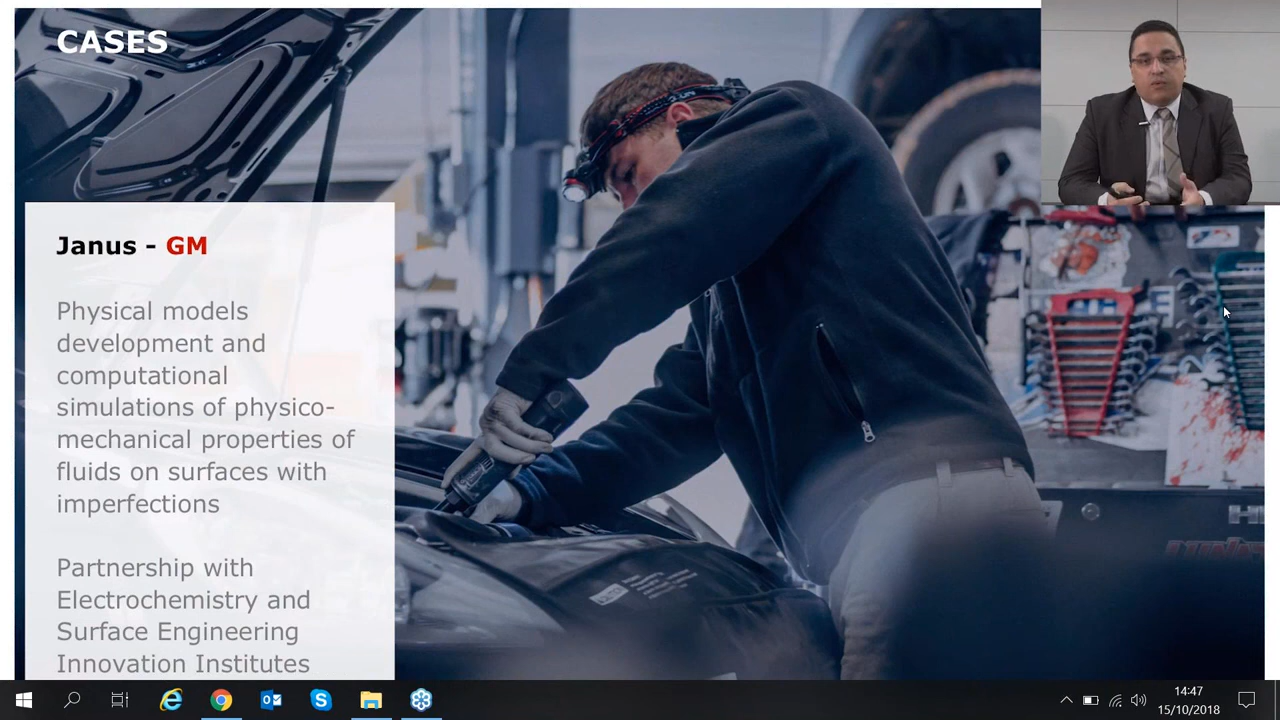 CASES
Janus - GM
Physical models
development and
computational
simulations of physico-
mechanical properties of
fluids on surfaces with
imperfections
Partnership with
Electrochemistry and
Surface Engineering
Innovation Institutes
14:47
15/10/2018